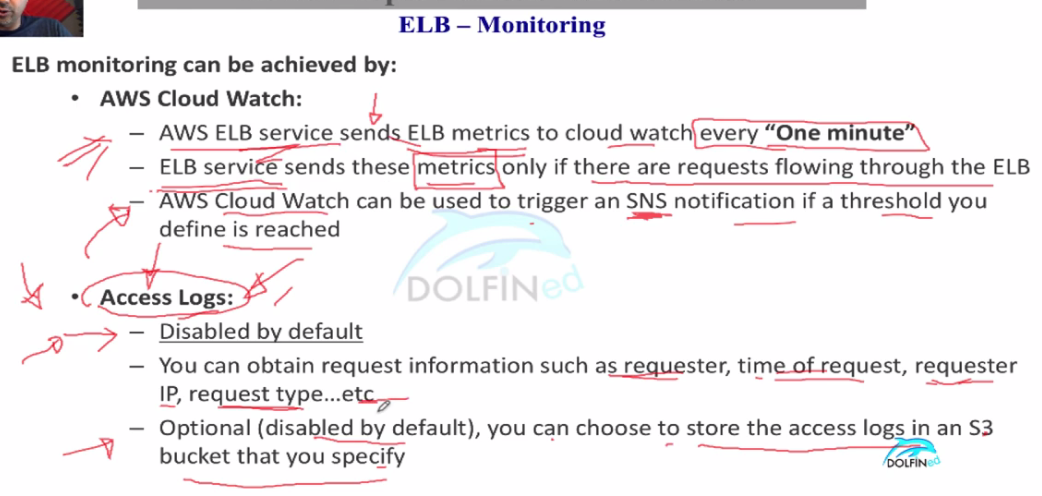 ELB – Monitoring
ELB monitoring can be achieved by:
• AWS Cloud Watch:
– AWS ELB service sends ELB metrics to cloud watch every “One minute”
– ELB service sends these metrics only if there are requests flowing through the ELB
– AWS Cloud Watch can be used to trigger an SNS notification if a threshold you
define is reached
DOLFINed
• Access Logs:
– Disabled by default
– You can obtain request information such as requester, time of request, requester
IP, request type...etc
– Optional (disabled by default), you can choose to store the access logs in an S3
bucket that you specify
DOLFINed